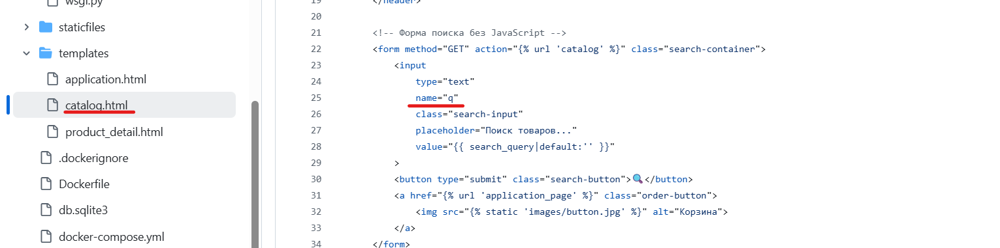 wsgi.py
staticfiles
templates
application.html
catalog.html
product_detail.html
.dockerignore
Dockerfile
db.sqlite3
docker-compose.yml
19 </header>
20
21 <!-- Форма поиска без JavaScript -->
22 <form method="GET" action="{% url 'catalog' %}" class="search-container">
23 <input
24 type="text"
25 name="q"
26 class="search-input"
27 placeholder="Поиск товаров..."
28 value="{{ search_query|default:'' }}"
29 >
30 <button type="submit" class="search-button">🔍</button>
31 <a href="{% url 'application_page' %}" class="order-button">
32 <img src="{% static 'images/button.jpg' %}" alt="Корзина">
33 </a>
34 </form>